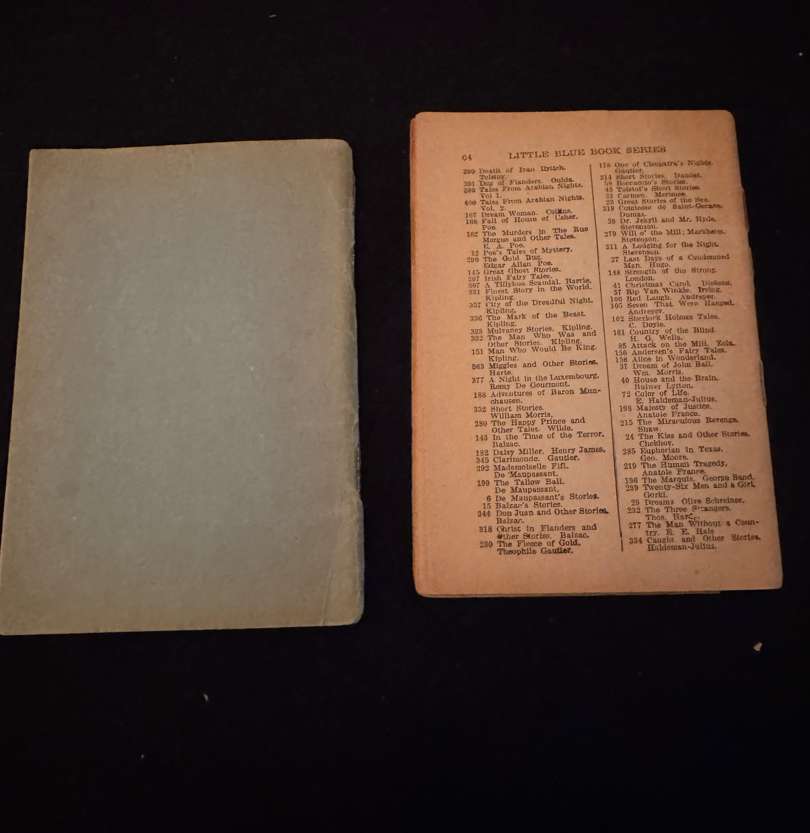 64 LITTLE BLUE BOOK SERIES
Death of Ivan Ilyitch.
Tolstoy.
Dog of Flanders. Ouida.
Tales From Arabian Nights.
Vol 1.
Tales From Arabian Nights.
Vol. 2.
107 Dream Woman. Collins.
Fall of House of Usher.
Poe
162 The Murders in The Rue
Morgue and Other Tales.
E. A. Poe.
12 Poe's Tales of Mystery.
290 The Gold Bug.
Edgar Allan Poe.
145 Great Ghost Stories.
Irish Fairy Tales.
A Tillyloss Scandal. Barrie.
Finest Story in the World.
Kipling.
City of the Dreadful Night.
Kipling.
336 The Mark of the Beast.
Kipling.
Mulvaney Stories. Kipling.
332 The Man Who Was and
Other Stories. Kipling.
151 Man Who Would Be King.
Kipling.
563 Miggles and Other Stories.
Harte.
377 A Night in the Luxembourg.
Remy De Gourmont.
188 Adventures of Baron Mun-
chausen.
352 Short Stories.
William Morris.
280 The Happy Prince and
Other Tales. Wilde.
143 In the Time of the Terror.
Balzac.
182 Daisy Miller. Henry James.
345 Clarimonde. Gautier.
292 Mademoiselle Fifi.
De Maupassant.
199 The Tallow Ball.
De Maupassant.
6 De Maupassant's Stories.
15 Balzac's Stories.
344 Don Juan and Other Stories.
Balzac.
318 Christ in Flanders and
Other Stories. Balzac.
230 The Fleece of Gold.
Theophile Gautier.
178 One of Cleopatra's Nights.
Gautier.
314 Short Stories. Daudet.
58 Boccaccio's Stories.
45 Tolstoi's Short Stories.
Carmen. Merimee.
23 Great Stories of the Sea.
319 Comtesse de Saint-Gerane.
Dumas.
38 Dr. Jekyll and Mr. Hyde.
Stevenson.
279 Will o' the Mill; Markheim.
Stevenson.
311 A Lodging for the Night.
Stevenson.
27 Last Days of a Condemned
Man. Hugo.
148 Strength of the Strong.
London.
41 Christmas Carol. Dickens.
57 Rip Van Winkle. Irving.
100 Red Laugh. Andreyev.
105 Seven That Were Hanged.
Andreyev.
102 Sherlock Holmes Tales.
C. Doyle.
161 Country of the Blind.
H. G. Wells.
85 Attack on the Mill. Zola.
156 Andersen's Fairy Tales.
158 Alice in Wonderland.
37 Dream of John Ball.
Wm. Morris.
40 House and the Brain.
Bulwer Lytton.
72 Color of Life.
E. Haldeman-Julius.
198 Majesty of Justice.
Anatole France.
215 The Miraculous Revenge.
Shaw.
24 The Kiss and Other Stories.
Chekhov.
285 Euphorian in Texas.
Geo. Moore.
219 The Human Tragedy.
Anatole France.
196 The Marquis. George Sand.
239 Twenty-Six Men and a Girl.
Gorki.
29 Dreams Olive Schreiner.
232 The Three Strangers.
Thos. Hardy.
277 The Man Without a Coun-
try. E. E. Hale
334 Caught and Other Stories.
Haldeman-Julius.